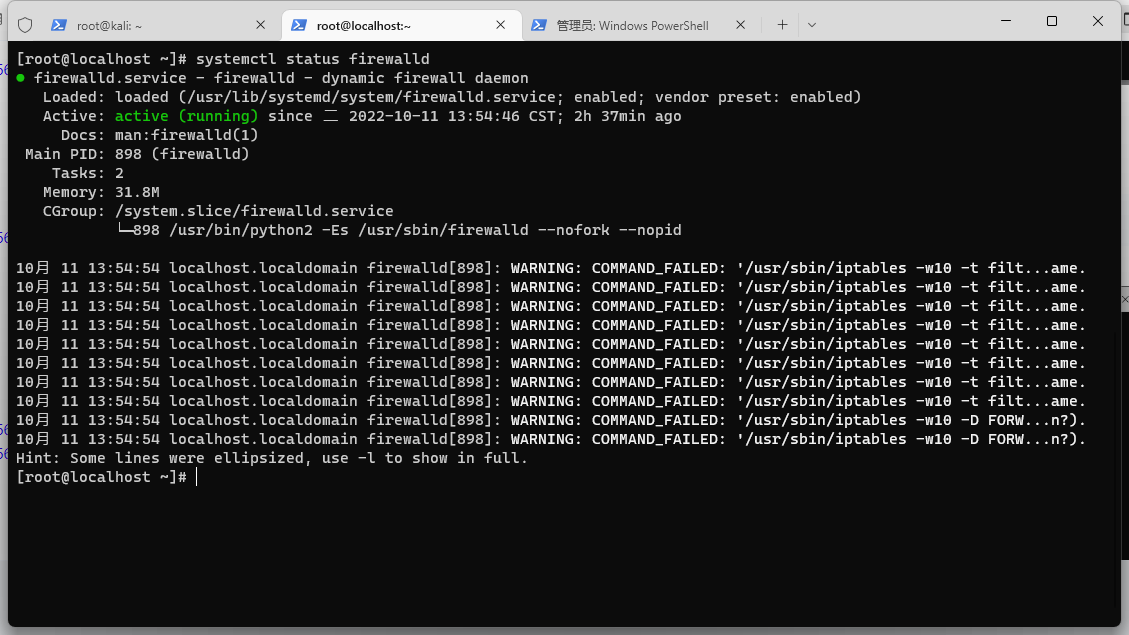 root@kali: ~
root@localhost:~
管理员: Windows PowerShell
[root@localhost ~]# systemctl status firewalld
● firewalld.service - firewalld - dynamic firewall daemon
Loaded: loaded (/usr/lib/systemd/system/firewalld.service; enabled; vendor preset: enabled)
Active: active (running) since 二 2022-10-11 13:54:46 CST; 2h 37min ago
Docs: man:firewalld(1)
Main PID: 898 (firewalld)
Tasks: 2
Memory: 31.8M
CGroup: /system.slice/firewalld.service
└─898 /usr/bin/python2 -Es /usr/sbin/firewalld --nofork --nopid
10月 11 13:54:54 localhost.localdomain firewalld[898]: WARNING: COMMAND_FAILED: '/usr/sbin/iptables -w10 -t filt...ame.
10月 11 13:54:54 localhost.localdomain firewalld[898]: WARNING: COMMAND_FAILED: '/usr/sbin/iptables -w10 -t filt...ame.
10月 11 13:54:54 localhost.localdomain firewalld[898]: WARNING: COMMAND_FAILED: '/usr/sbin/iptables -w10 -t filt...ame.
10月 11 13:54:54 localhost.localdomain firewalld[898]: WARNING: COMMAND_FAILED: '/usr/sbin/iptables -w10 -t filt...ame.
10月 11 13:54:54 localhost.localdomain firewalld[898]: WARNING: COMMAND_FAILED: '/usr/sbin/iptables -w10 -t filt...ame.
10月 11 13:54:54 localhost.localdomain firewalld[898]: WARNING: COMMAND_FAILED: '/usr/sbin/iptables -w10 -t filt...ame.
10月 11 13:54:54 localhost.localdomain firewalld[898]: WARNING: COMMAND_FAILED: '/usr/sbin/iptables -w10 -t filt...ame.
10月 11 13:54:54 localhost.localdomain firewalld[898]: WARNING: COMMAND_FAILED: '/usr/sbin/iptables -w10 -t filt...ame.
10月 11 13:54:54 localhost.localdomain firewalld[898]: WARNING: COMMAND_FAILED: '/usr/sbin/iptables -w10 -D FORW...n?).
10月 11 13:54:54 localhost.localdomain firewalld[898]: WARNING: COMMAND_FAILED: '/usr/sbin/iptables -w10 -D FORW...n?).
Hint: Some lines were ellipsized, use -l to show in full.
[root@localhost ~]#